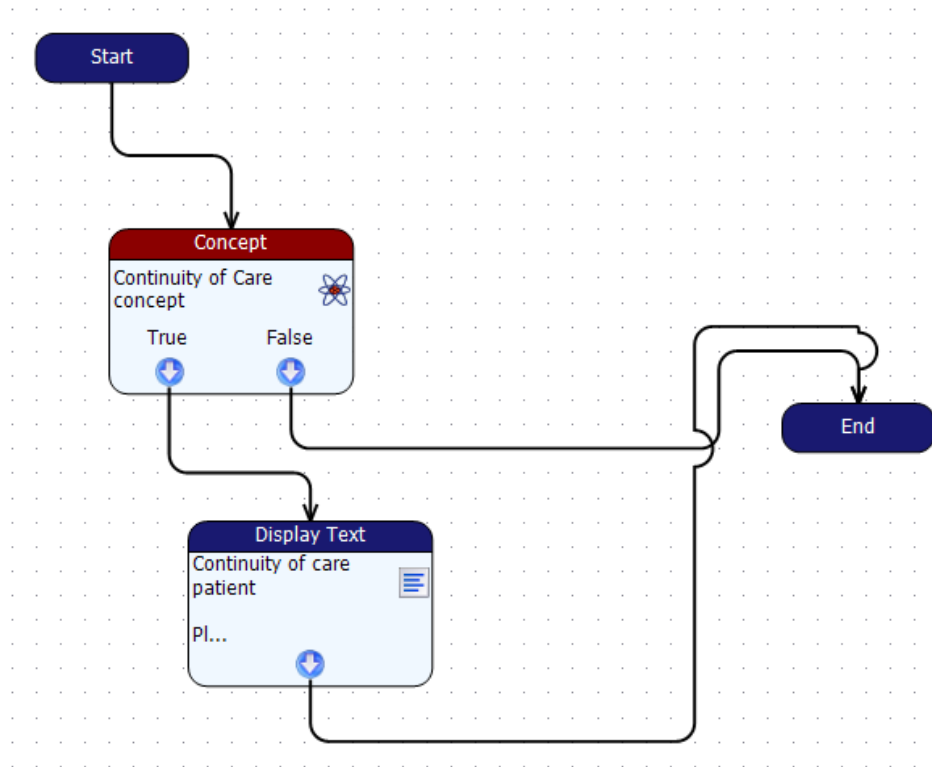 Start
Concept
Continuity of Care
concept
True
False
End
Display Text
Continuity of care
patient
Pl...